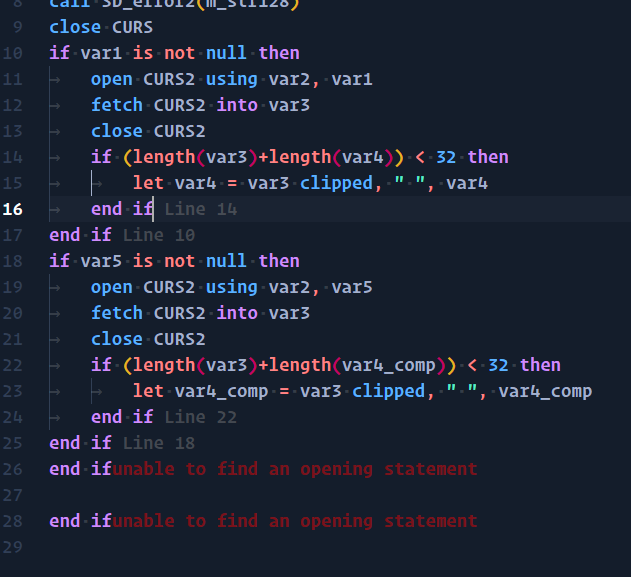 8 call SD_error2(m_str128)
9 close CURS
10 if var1 is not null then
11 open CURS2 using var2, var1
12 fetch CURS2 into var3
13 close CURS2
14 if (length(var3)+length(var4)) < 32 then
15 let var4 = var3 clipped, " ", var4
16 end if Line 14
17 end if Line 10
18 if var5 is not null then
19 open CURS2 using var2, var5
20 fetch CURS2 into var3
21 close CURS2
22 if (length(var3)+length(var4_comp)) < 32 then
23 let var4_comp = var3 clipped, " ", var4_comp
24 end if Line 22
25 end if Line 18
26 end ifunable to find an opening statement
27
28 end ifunable to find an opening statement
29